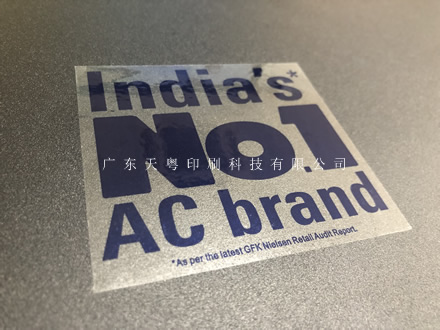 India's*
No1
广东天粤印刷科技有限公司
AC brand
*As per the latest GFK Nielsen Retail Audit Report.